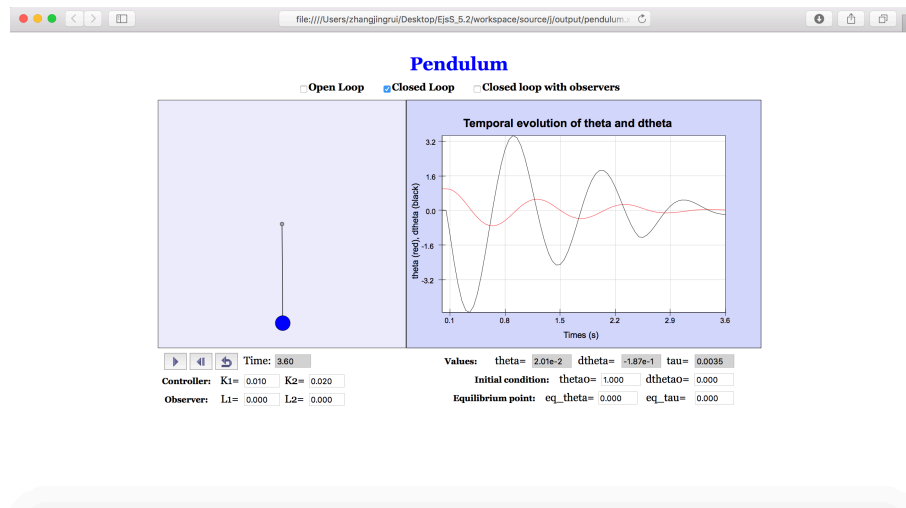 file:////Users/zhangjingrui/Desktop/EjsS_5.2/workspace/source/j/output/pendulum.
Pendulum
Open Loop Closed Loop Closed loop with observers
Temporal evolution of theta and dtheta
theta (red), dtheta (black)
3.2
1.6
0.0
-1.6
-3.2
0.1 0.8 1.5 2.2 2.9 3.6
Times (s)
Time: 3.60
Controller: K1= 0.010 K2= 0.020
Observer: L1= 0.000 L2= 0.000
Values: theta= 2.01e-2 dtheta= -1.87e-1 tau= 0.0035
Initial condition: theta0= 1.000 dtheta0= 0.000
Equilibrium point: eq_theta= 0.000 eq_tau= 0.000